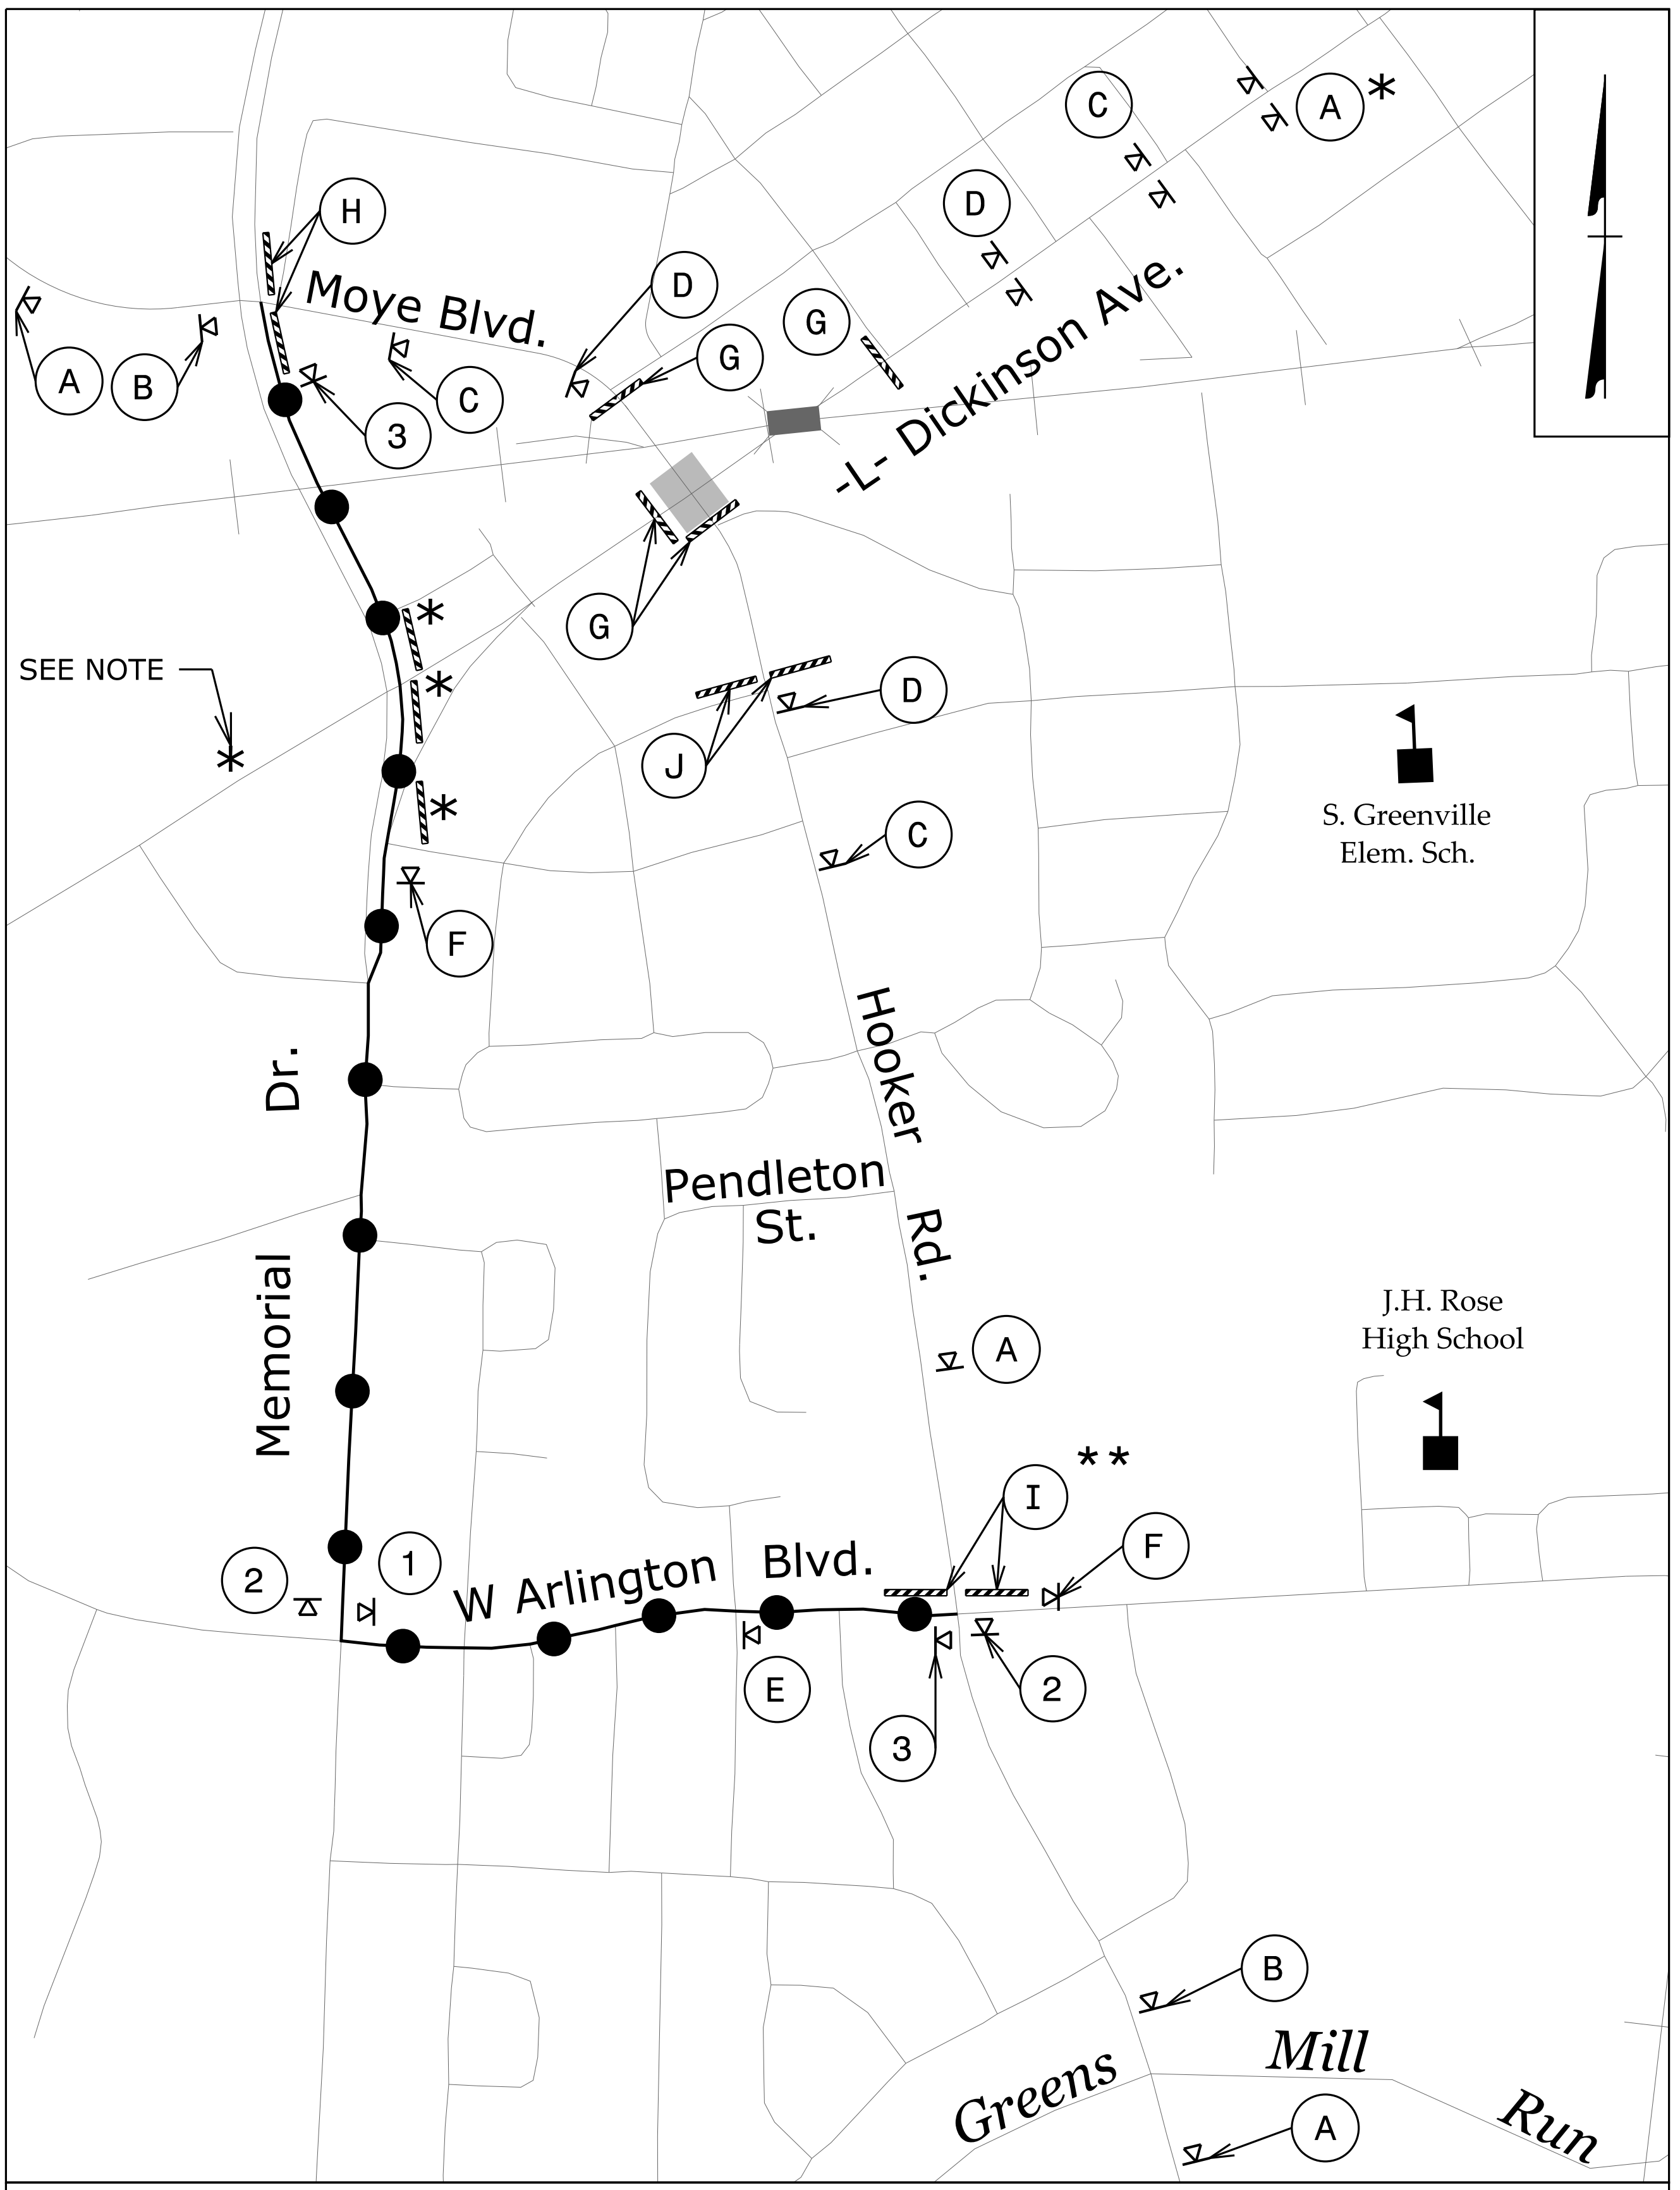 C
A *
D
H
Moye Blvd.
D
G
G
-L- Dickinson Ave.
A
B
C
3
*
G
SEE NOTE
*
*
D
J
*
C
S. Greenville
Elem. Sch.
F
Hooker Rd.
Memorial Dr.
Pendleton
St.
A
J.H. Rose
High School
**
I
F
2
1
W Arlington Blvd.
E
2
3
B
Greens Mill Run
A